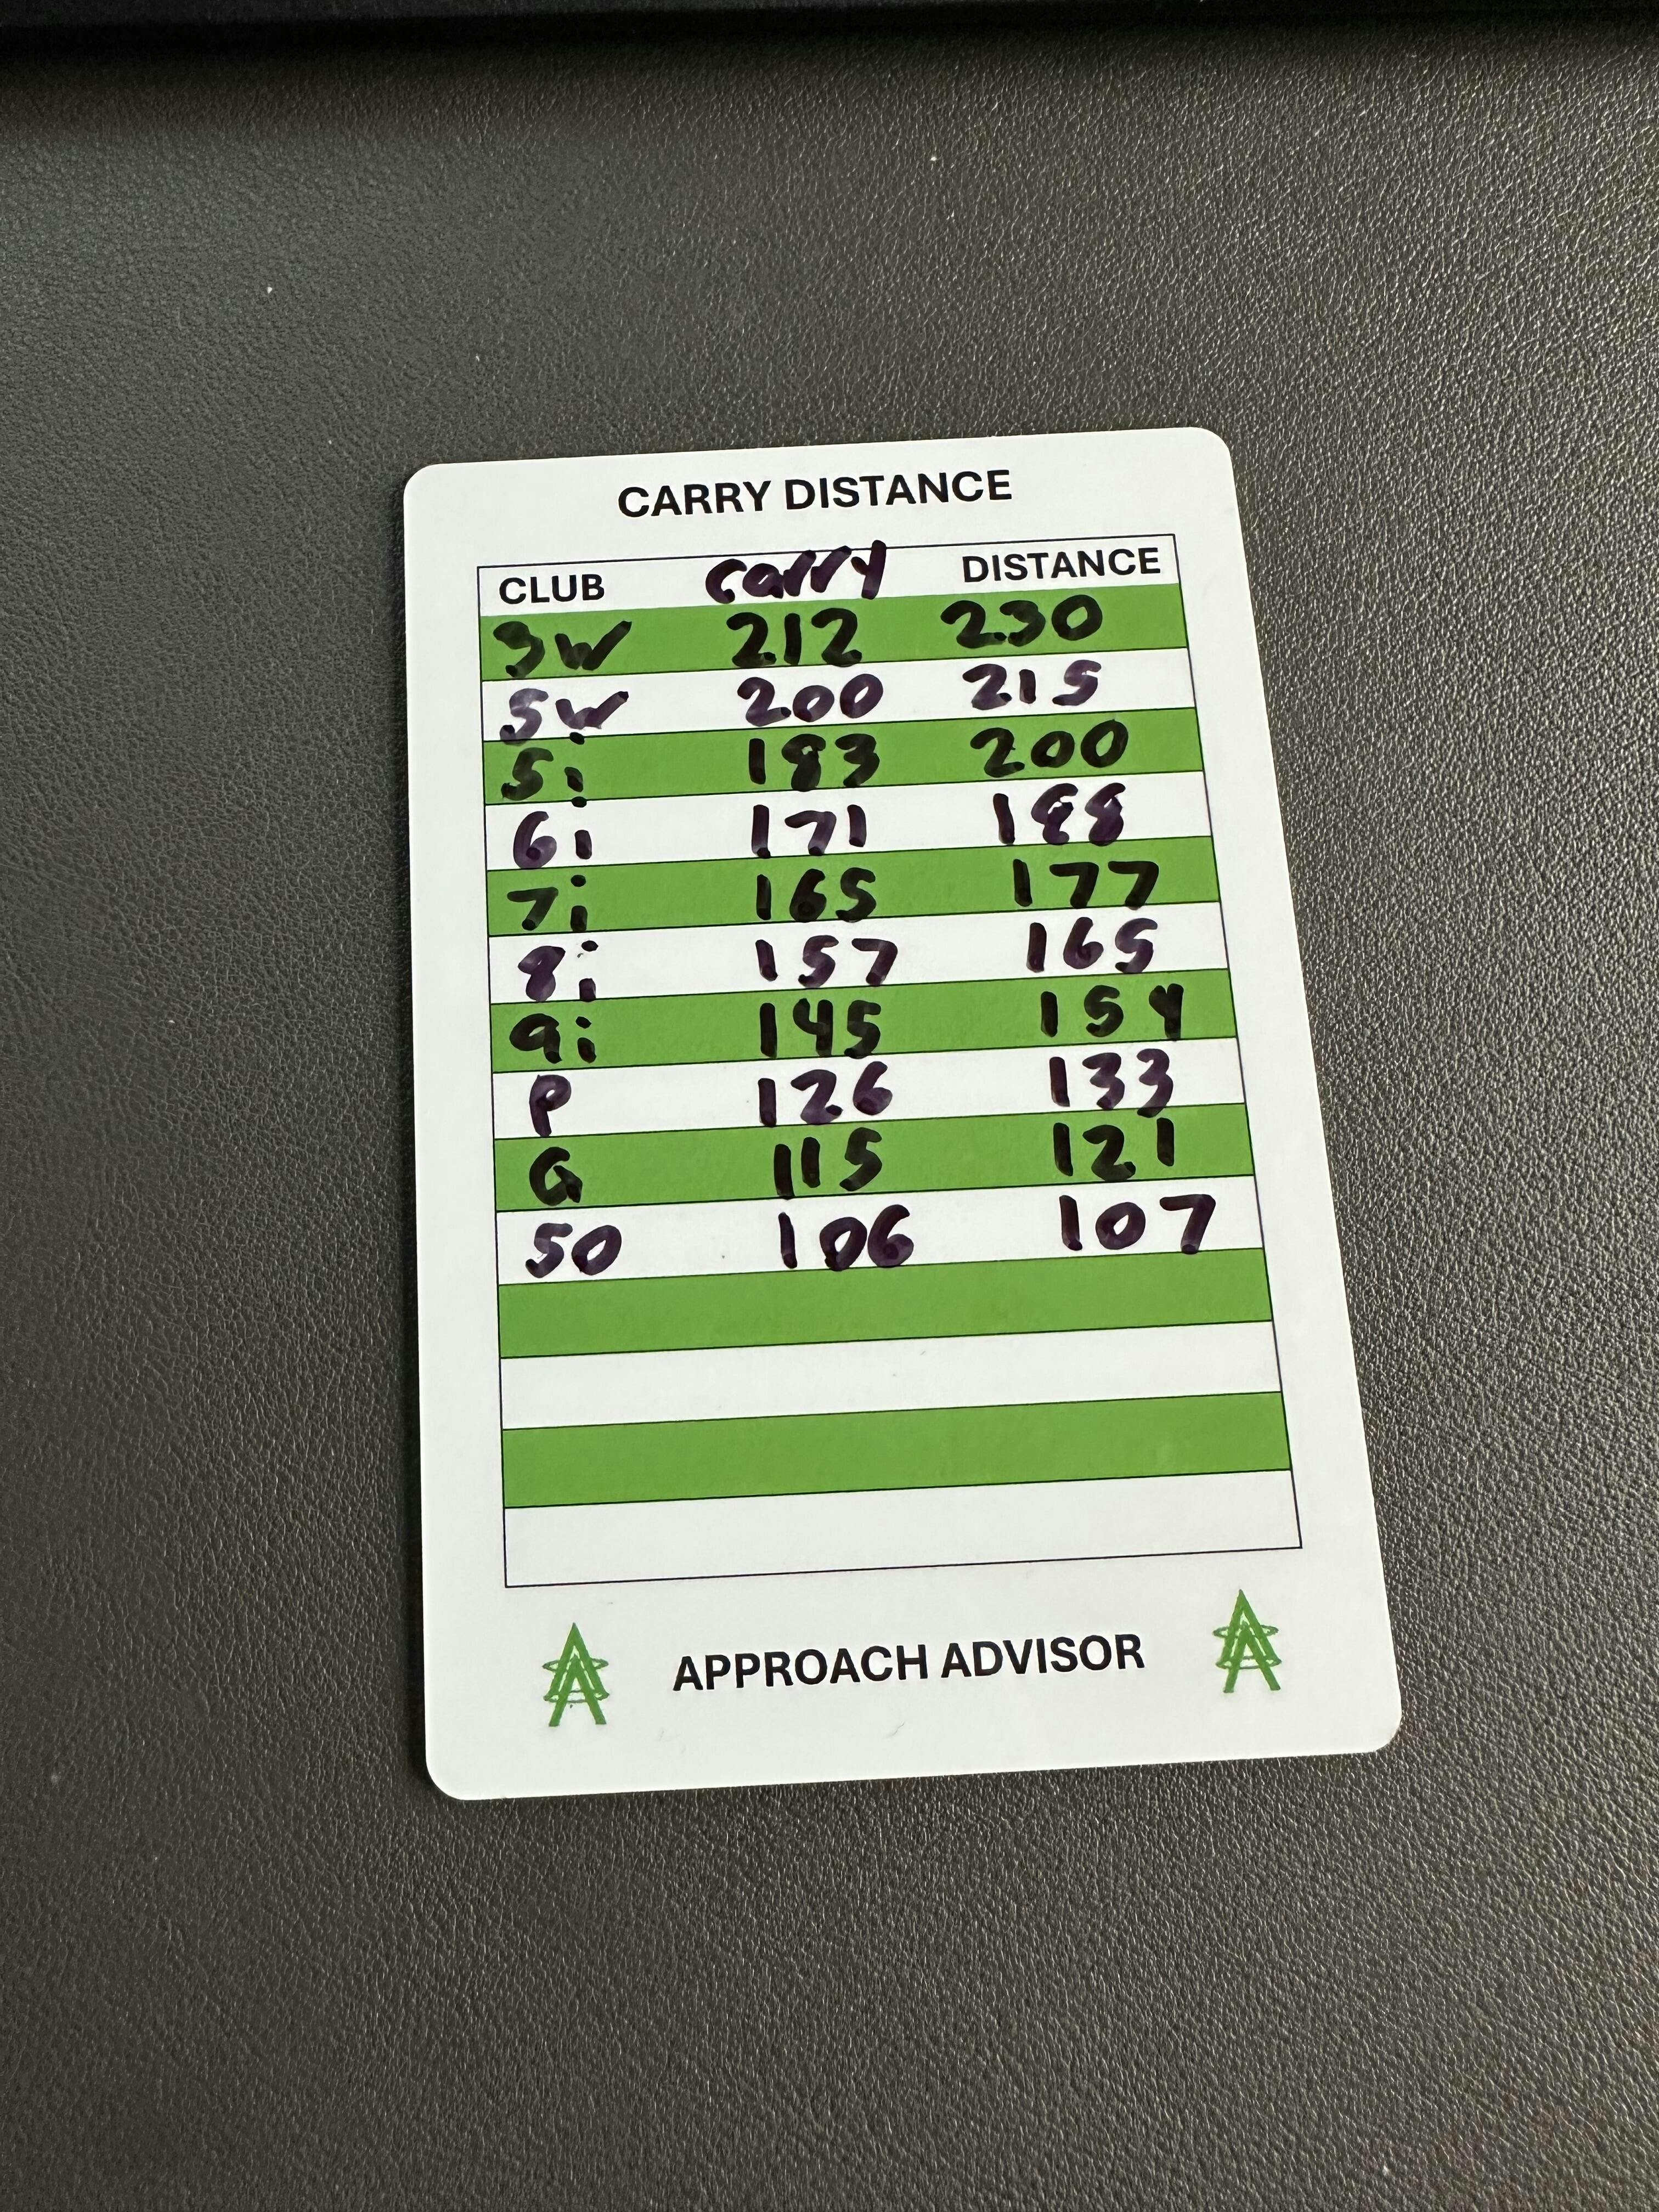 CARRY DISTANCE
CLUB carry DISTANCE
3W 212 230
5W 200 215
5i 183 200
6i 171 188
7i 165 177
8i 157 165
9i 145 154
P 126 133
G 115 121
50 106 107
APPROACH ADVISOR